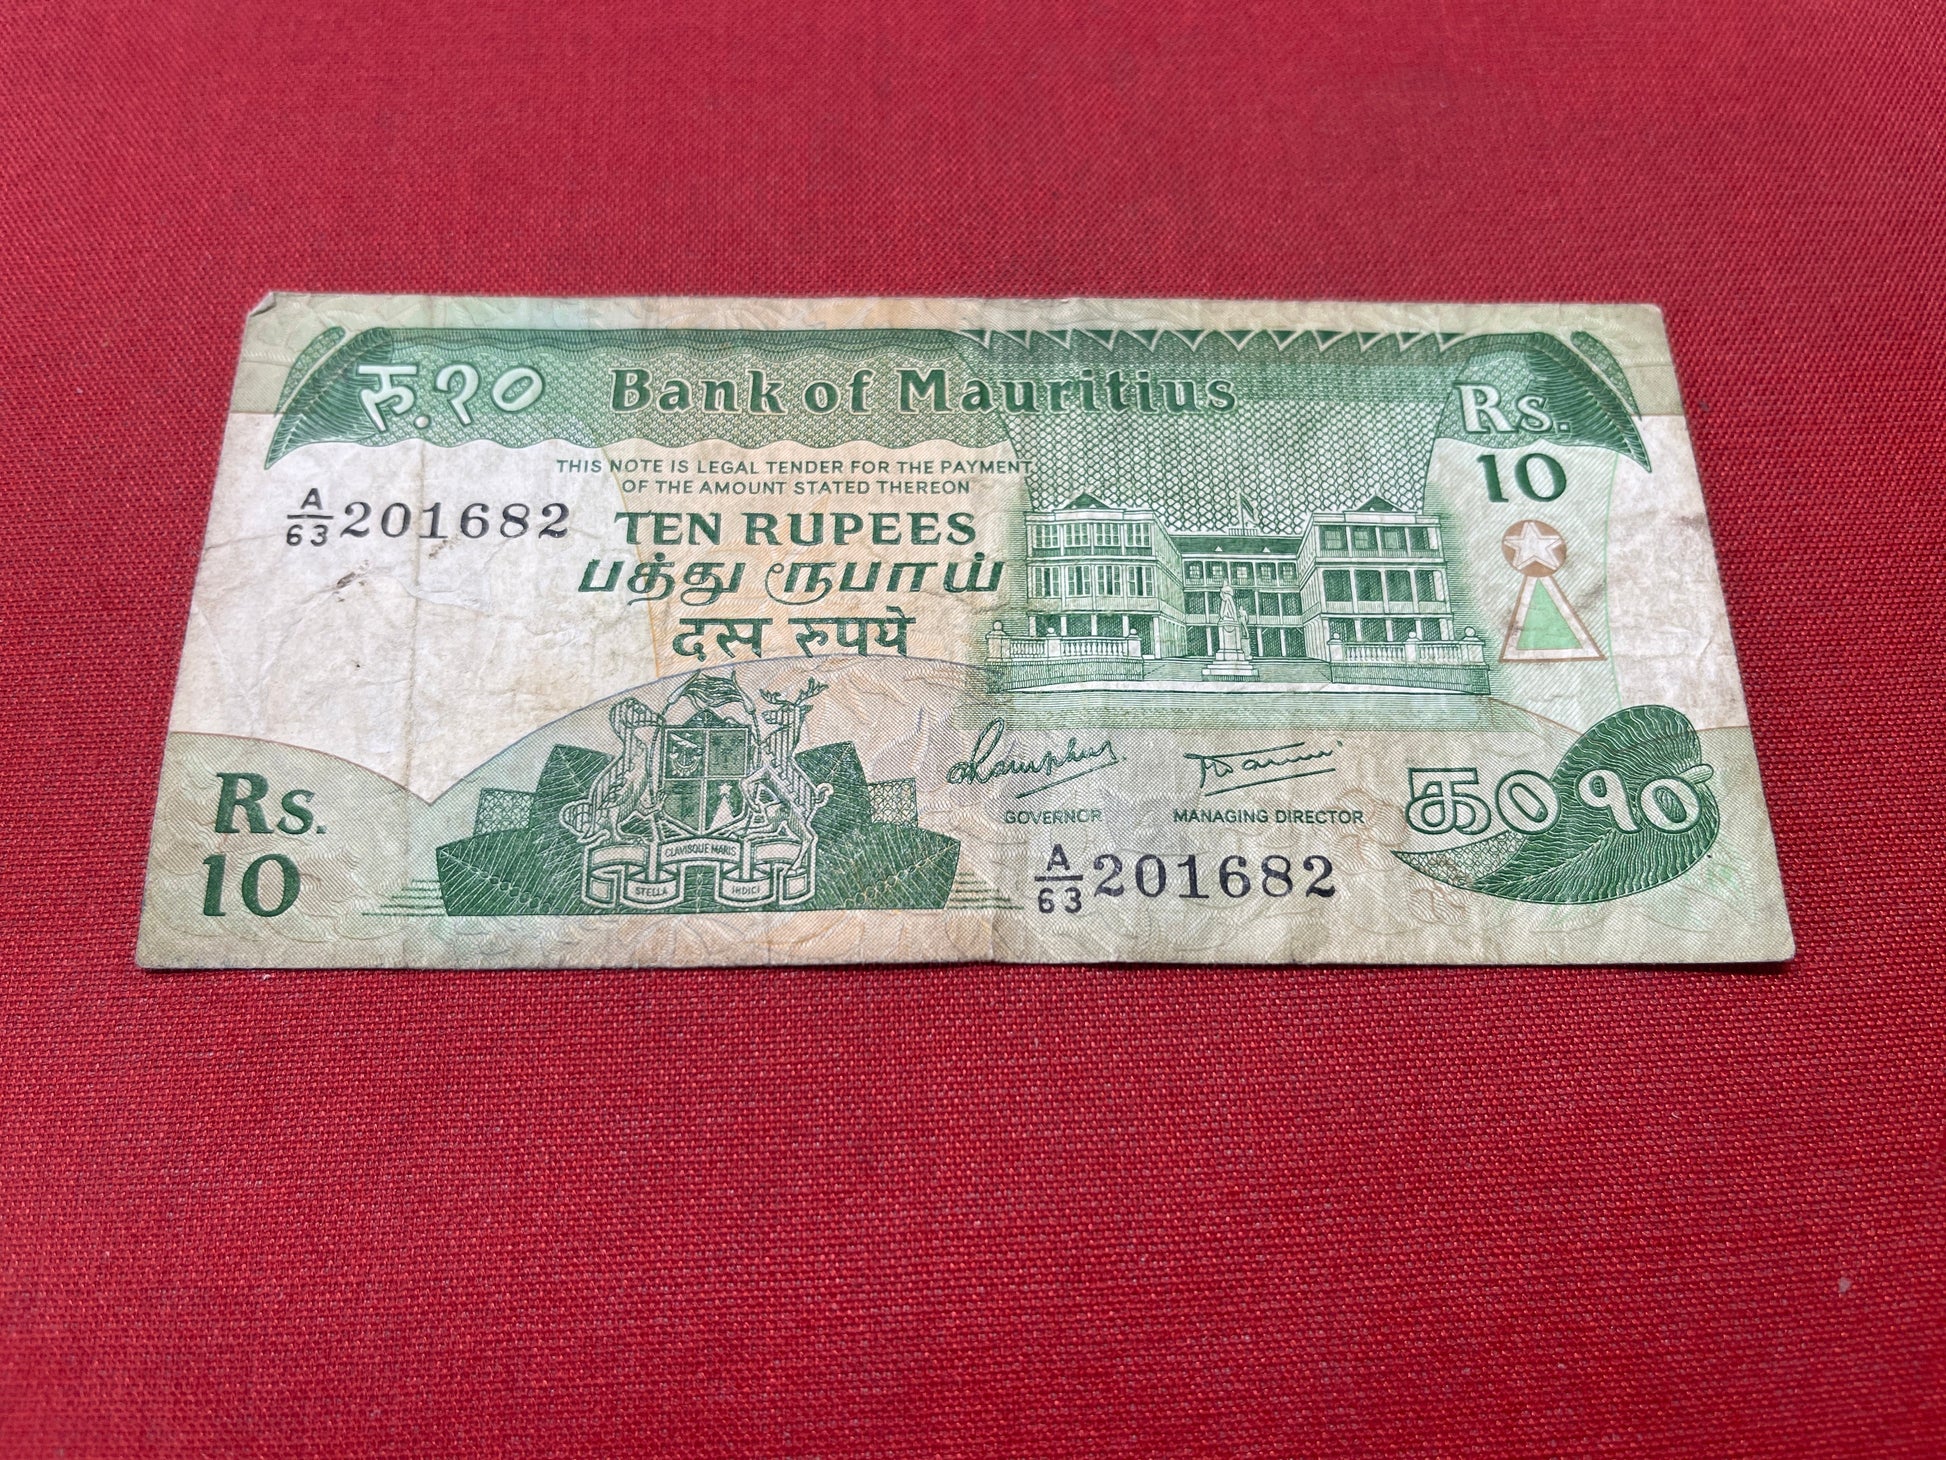 रु.१०
Bank of Mauritius
Rs.
10
THIS NOTE IS LEGAL TENDER FOR THE PAYMENT
OF THE AMOUNT STATED THEREON
A/63 201682
TEN RUPEES
பத்து ரூபாய்
दस रुपये
Rs.
10
CLAVISQUE MARIS
STELLA
INDICI
GOVERNOR
MANAGING DIRECTOR
A/63 201682
௹ ௧௦